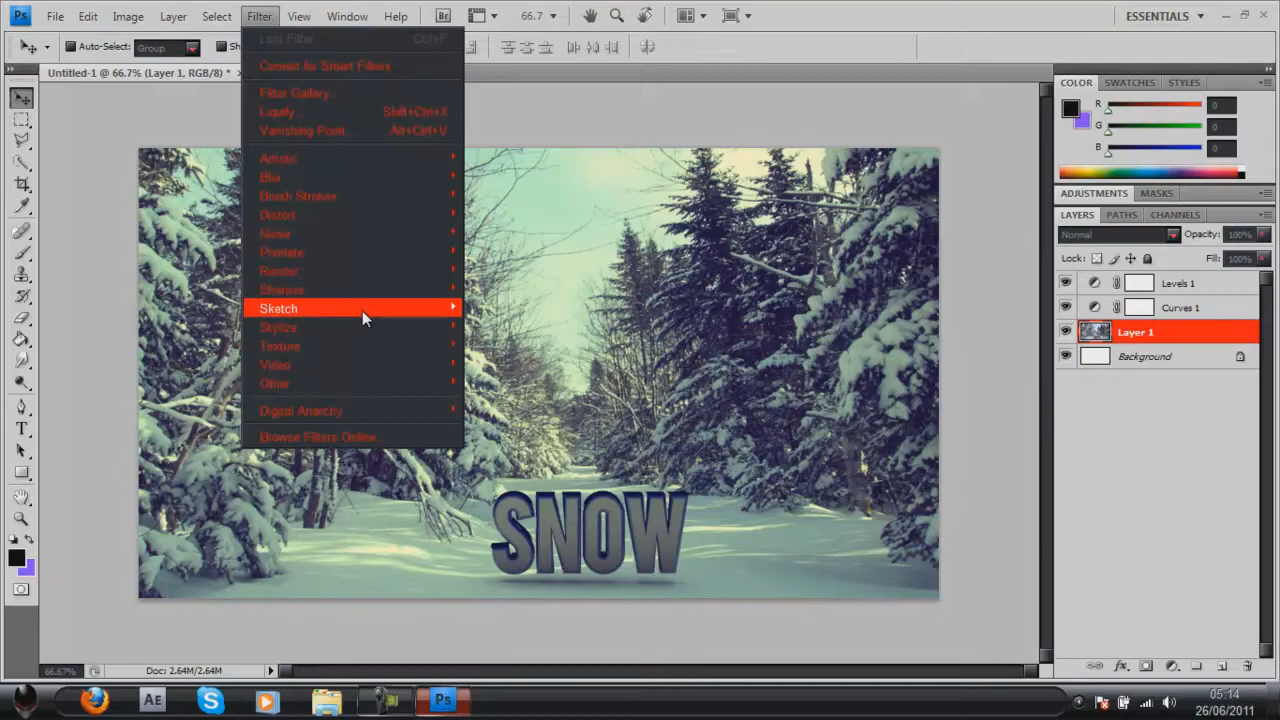 Ps File Edit Image Layer Select Filter View Window Help Br 66.7 ESSENTIALS
Auto-Select: Group Sh
Untitled-1 @ 66.7% (Layer 1, RGB/8) *
Last Filter Ctrl+F
Convert for Smart Filters
Filter Gallery...
Liquify... Shift+Ctrl+X
Vanishing Point... Alt+Ctrl+V
Artistic
Blur
Brush Strokes
Distort
Noise
Pixelate
Render
Sharpen
Sketch
Stylize
Texture
Video
Other
Digital Anarchy
Browse Filters Online...
SNOW
COLOR SWATCHES STYLES
R 0
G 0
B 0
ADJUSTMENTS MASKS
LAYERS PATHS CHANNELS
Normal Opacity: 100%
Lock: Fill: 100%
Levels 1
Curves 1
Layer 1
Background
T
fx
66.67% Doc: 2.64M/2.64M
AE S Ps
05:14
26/06/2011